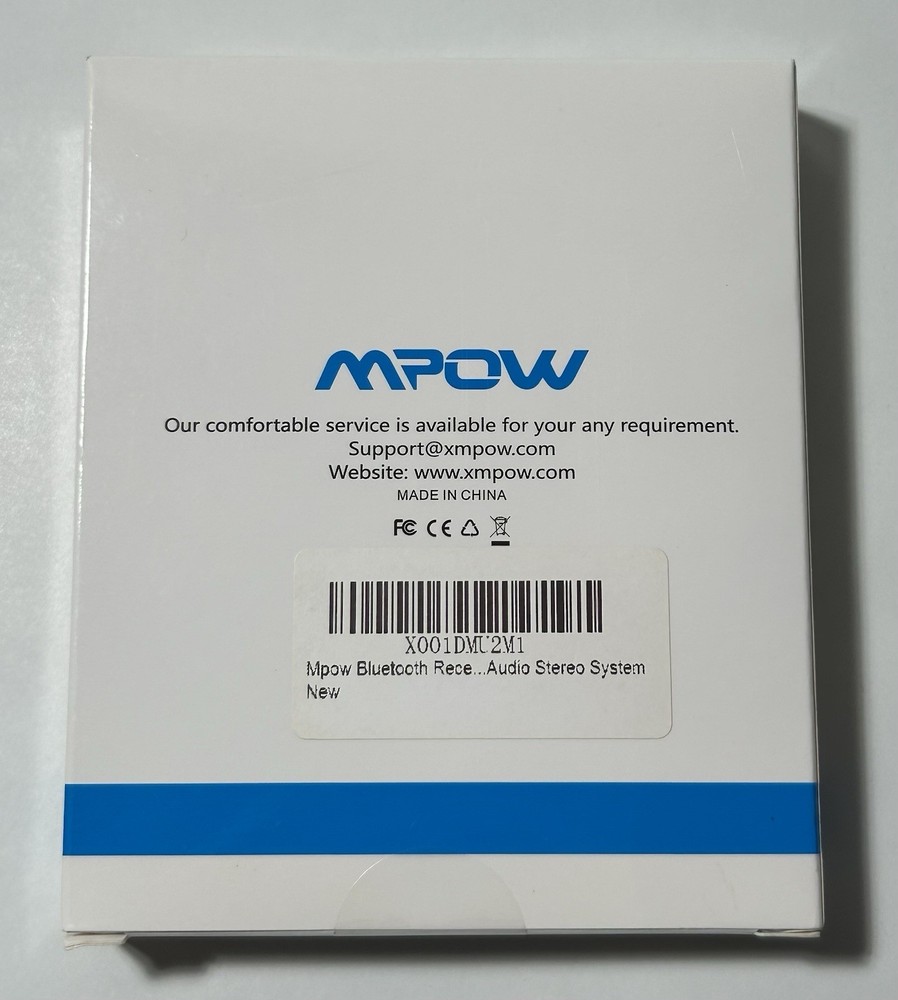 MPOW
Our comfortable service is available for your any requirement.
Support@xmpow.com
Website: www.xmpow.com
MADE IN CHINA
FC CE
X001DMU2M1
Mpow Bluetooth Rece...Audio Stereo System
New